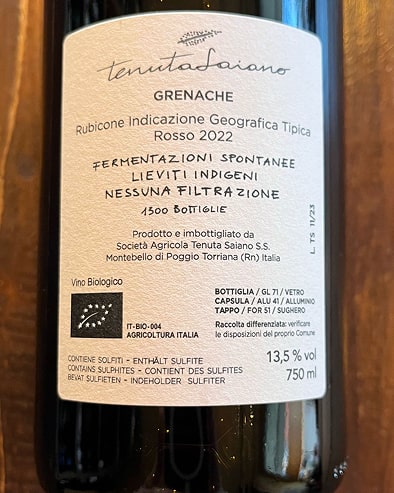 tenuta Saiano
GRENACHE
Rubicone Indicazione Geografica Tipica
Rosso 2022
FERMENTAZIONI SPONTANEE
LIEVITI INDIGENI
NESSUNA FILTRAZIONE
1300 BOTTIGLIE
Prodotto e imbottigliato da
Società Agricola Tenuta Saiano S.S.
Montebello di Poggio Torriana (Rn) Italia
L. TS 11/23
Vino Biologico
IT-BIO-004
AGRICOLTURA ITALIA
BOTTIGLIA / GL 71 / VETRO
CAPSULA / ALU 41 / ALLUMINIO
TAPPO / FOR 51 / SUGHERO
Raccolta differenziata: verificare
le disposizioni del proprio Comune
CONTIENE SOLFITI - ENTHÄLT SULFITE
CONTAINS SULPHITES - CONTIENT DES SULFITES
BEVAT SULFIETEN - INDEHOLDER SULFITER
13,5 % vol
750 ml